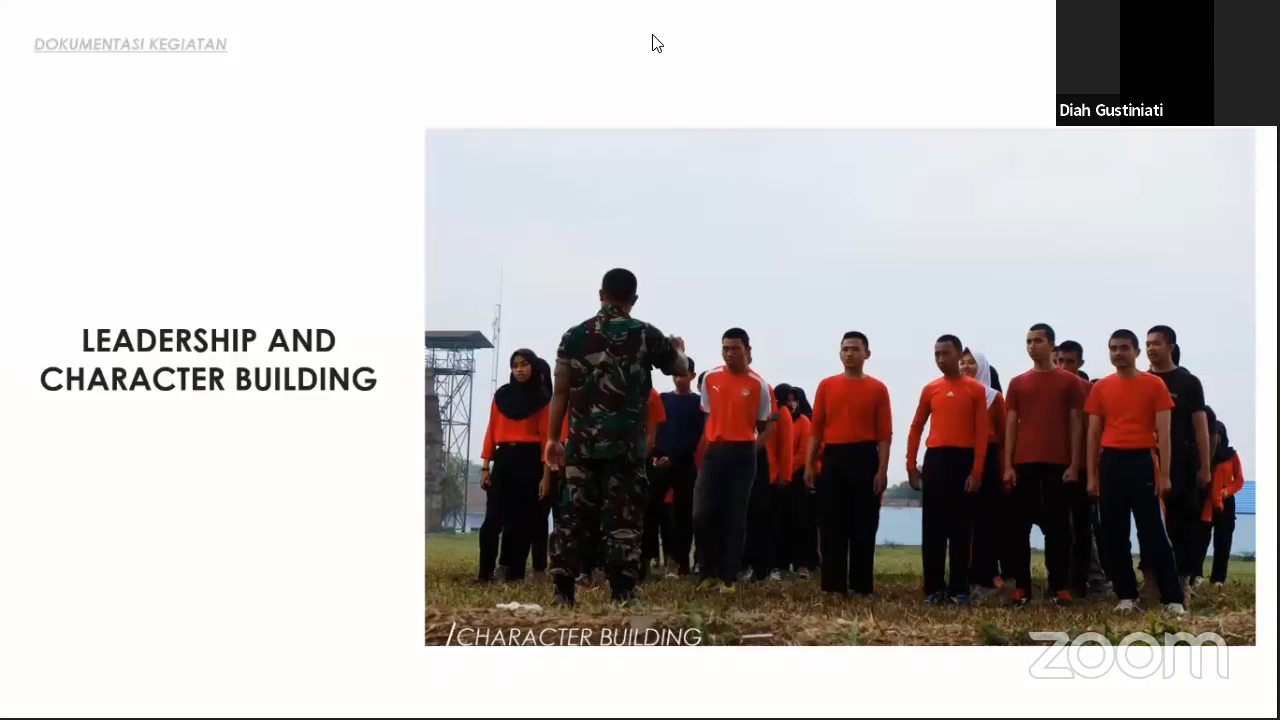 DOKUMENTASI KEGIATAN
Diah Gustiniati
LEADERSHIP AND
CHARACTER BUILDING
/CHARACTER BUILDING
zoom